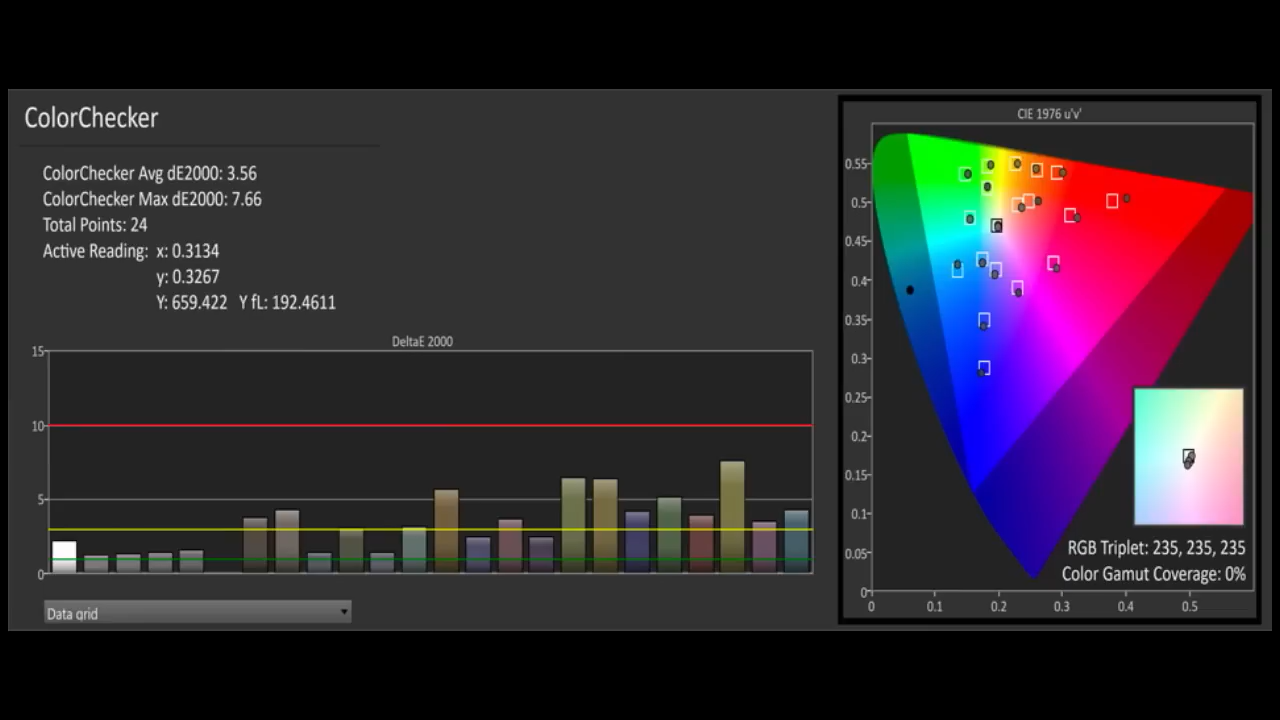 ColorChecker
ColorChecker Avg dE2000: 3.56
ColorChecker Max dE2000: 7.66
Total Points: 24
Active Reading: x: 0.3134
y: 0.3267
Y: 659.422 Y fL: 192.4611
DeltaE 2000
15
10
5
0
Data grid
CIE 1976 u'v'
0.55
0.5
0.45
0.4
0.35
0.3
0.25
0.2
0.15
0.1
0.05
0
0 0.1 0.2 0.3 0.4 0.5
RGB Triplet: 235, 235, 235
Color Gamut Coverage: 0%